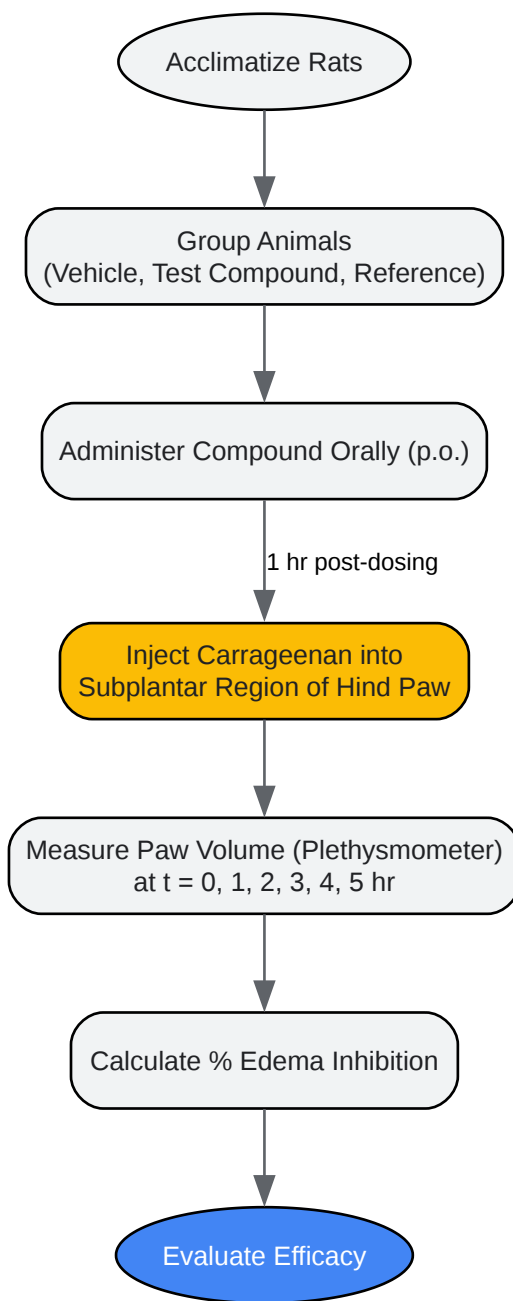 Acclimatize Rats
Group Animals
(Vehicle, Test Compound, Reference)
Administer Compound Orally (p.o.)
1 hr post-dosing
Inject Carrageenan into
Subplantar Region of Hind Paw
Measure Paw Volume (Plethysmometer)
at t = 0, 1, 2, 3, 4, 5 hr
Calculate % Edema Inhibition
Evaluate Efficacy